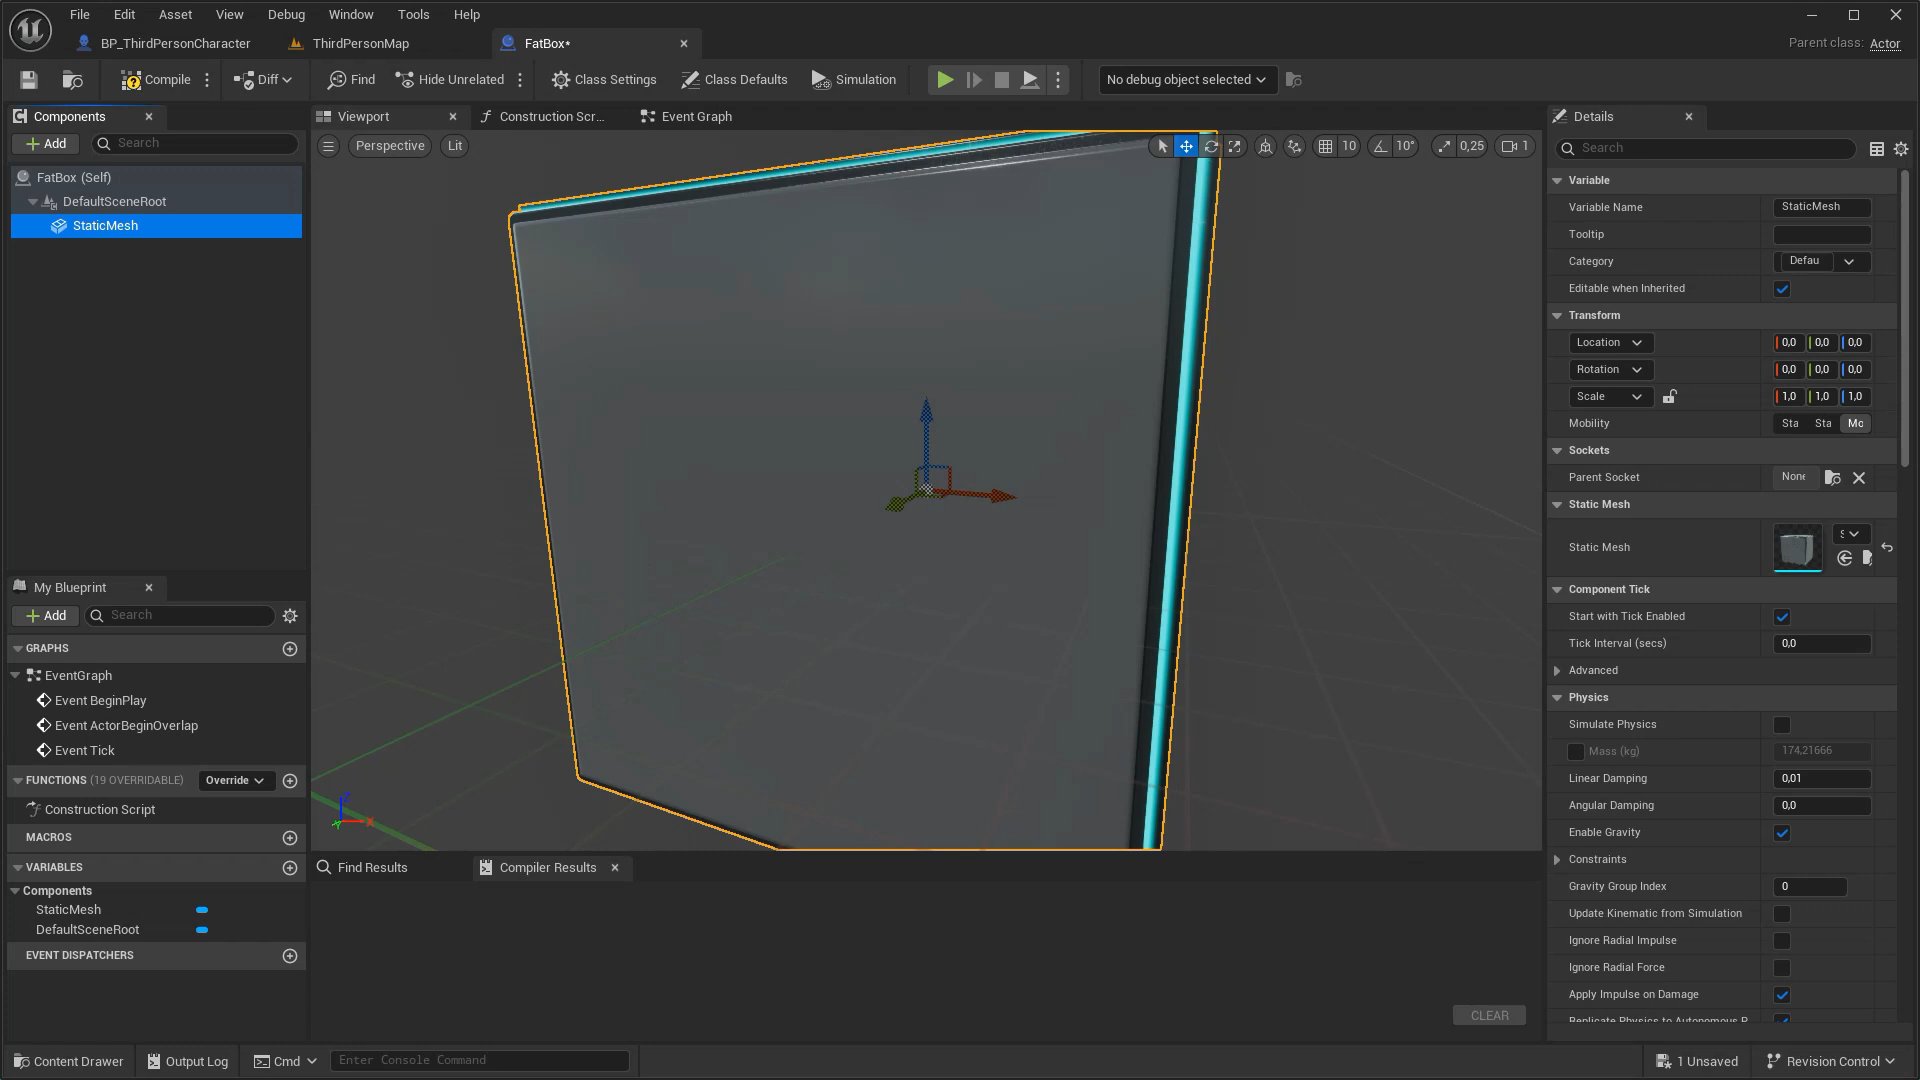 File Edit Asset View Debug Window Tools Help
BP_ThirdPersonCharacter ThirdPersonMap FatBox* Parent class: Actor
Compile Diff Find Hide Unrelated Class Settings Class Defaults Simulation No debug object selected
Components
Add Search
FatBox (Self)
DefaultSceneRoot
StaticMesh
My Blueprint
Add Search
GRAPHS
EventGraph
Event BeginPlay
Event ActorBeginOverlap
Event Tick
FUNCTIONS (19 OVERRIDABLE) Override
Construction Script
MACROS
VARIABLES
Components
StaticMesh
DefaultSceneRoot
EVENT DISPATCHERS
Viewport Construction Scr... Event Graph
Perspective Lit 10 10° 0,25 1
Z
X
Y
Find Results Compiler Results
CLEAR
Details
Search
Variable
Variable Name StaticMesh
Tooltip
Category Defau
Editable when Inherited
Transform
Location 0,0 0,0 0,0
Rotation 0,0 0,0 0,0
Scale 1,0 1,0 1,0
Mobility Sta Sta Mo
Sockets
Parent Socket None
Static Mesh
Static Mesh
Component Tick
Start with Tick Enabled
Tick Interval (secs) 0,0
Advanced
Physics
Simulate Physics
Mass (kg) 174,21666
Linear Damping 0,01
Angular Damping 0,0
Enable Gravity
Constraints
Gravity Group Index 0
Update Kinematic from Simulation
Ignore Radial Impulse
Ignore Radial Force
Apply Impulse on Damage
Replicate Physics to Autonomous P
Content Drawer Output Log Cmd Enter Console Command 1 Unsaved Revision Control